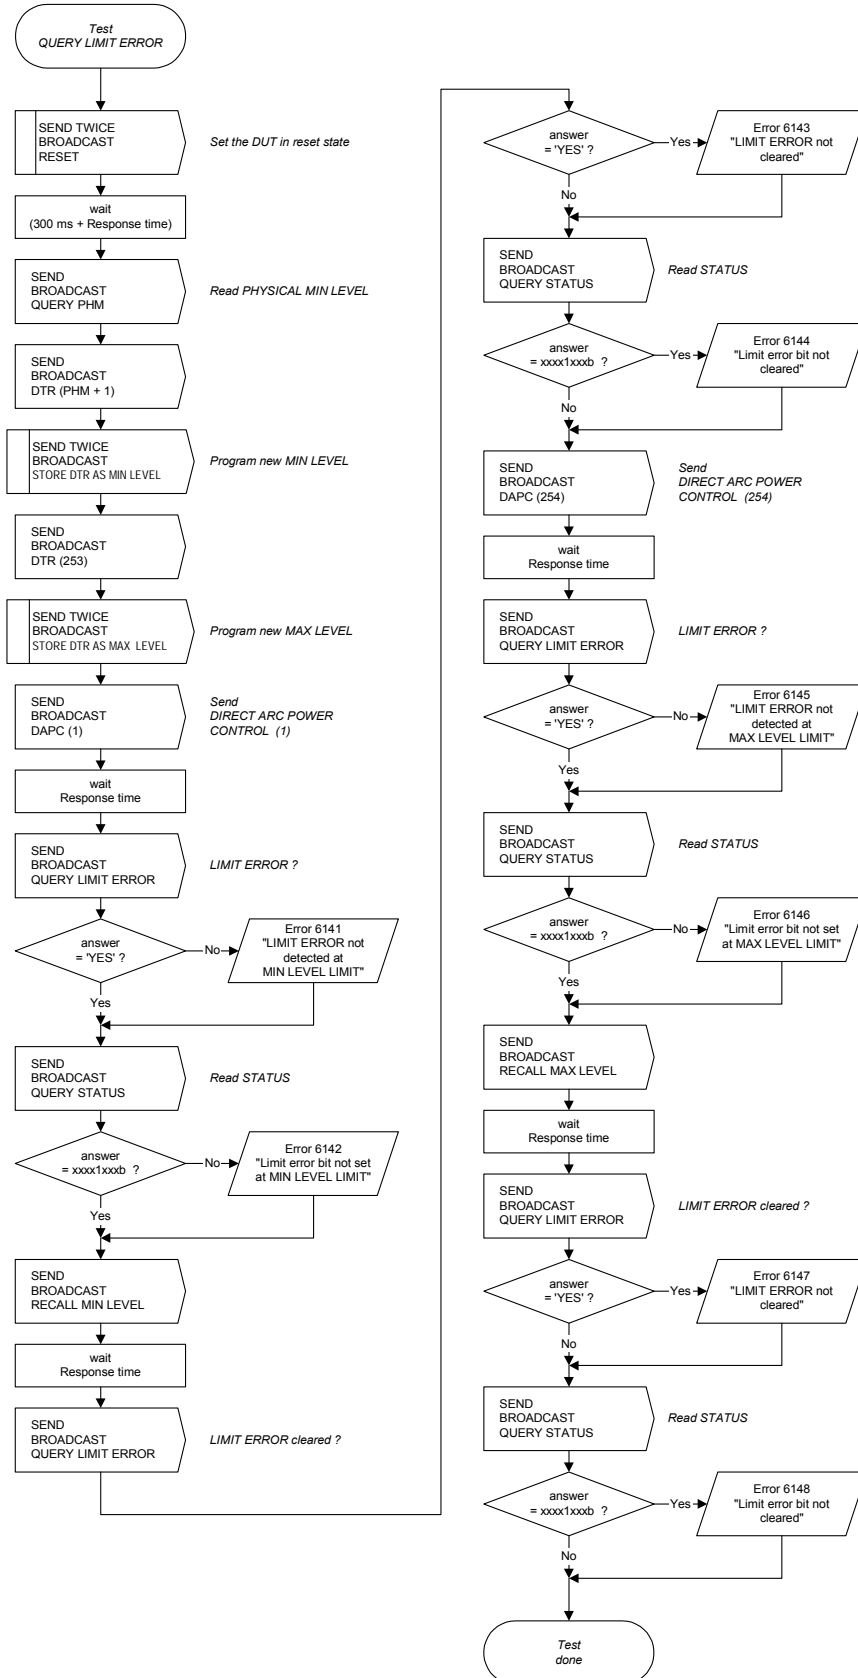 Test
QUERY LIMIT ERROR
SEND TWICE
BROADCAST
RESET
Set the DUT in reset state
wait
(300 ms + Response time)
SEND
BROADCAST
QUERY PHM
Read PHYSICAL MIN LEVEL
SEND
BROADCAST
DTR (PHM + 1)
SEND TWICE
BROADCAST
STORE DTR AS MIN LEVEL
Program new MIN LEVEL
SEND
BROADCAST
DTR (253)
SEND TWICE
BROADCAST
STORE DTR AS MAX LEVEL
Program new MAX LEVEL
SEND
BROADCAST
DAPC (1)
Send
DIRECT ARC POWER
CONTROL (1)
wait
Response time
SEND
BROADCAST
QUERY LIMIT ERROR
LIMIT ERROR ?
answer
= 'YES' ?
No
Error 6141
"LIMIT ERROR not
detected at
MIN LEVEL LIMIT"
Yes
SEND
BROADCAST
QUERY STATUS
Read STATUS
answer
= xxxx1xxxb ?
No
Error 6142
"Limit error bit not set
at MIN LEVEL LIMIT"
Yes
SEND
BROADCAST
RECALL MIN LEVEL
wait
Response time
SEND
BROADCAST
QUERY LIMIT ERROR
LIMIT ERROR cleared ?
answer
= 'YES' ?
Yes
Error 6143
"LIMIT ERROR not
cleared"
No
SEND
BROADCAST
QUERY STATUS
Read STATUS
answer
= xxxx1xxxb ?
Yes
Error 6144
"Limit error bit not
cleared"
No
SEND
BROADCAST
DAPC (254)
Send
DIRECT ARC POWER
CONTROL (254)
wait
Response time
SEND
BROADCAST
QUERY LIMIT ERROR
LIMIT ERROR ?
answer
= 'YES' ?
No
Error 6145
"LIMIT ERROR not
detected at
MAX LEVEL LIMIT"
Yes
SEND
BROADCAST
QUERY STATUS
Read STATUS
answer
= xxxx1xxxb ?
No
Error 6146
"Limit error bit not set
at MAX LEVEL LIMIT"
Yes
SEND
BROADCAST
RECALL MAX LEVEL
wait
Response time
SEND
BROADCAST
QUERY LIMIT ERROR
LIMIT ERROR cleared ?
answer
= 'YES' ?
Yes
Error 6147
"LIMIT ERROR not
cleared"
No
SEND
BROADCAST
QUERY STATUS
Read STATUS
answer
= xxxx1xxxb ?
Yes
Error 6148
"Limit error bit not
cleared"
No
Test
done